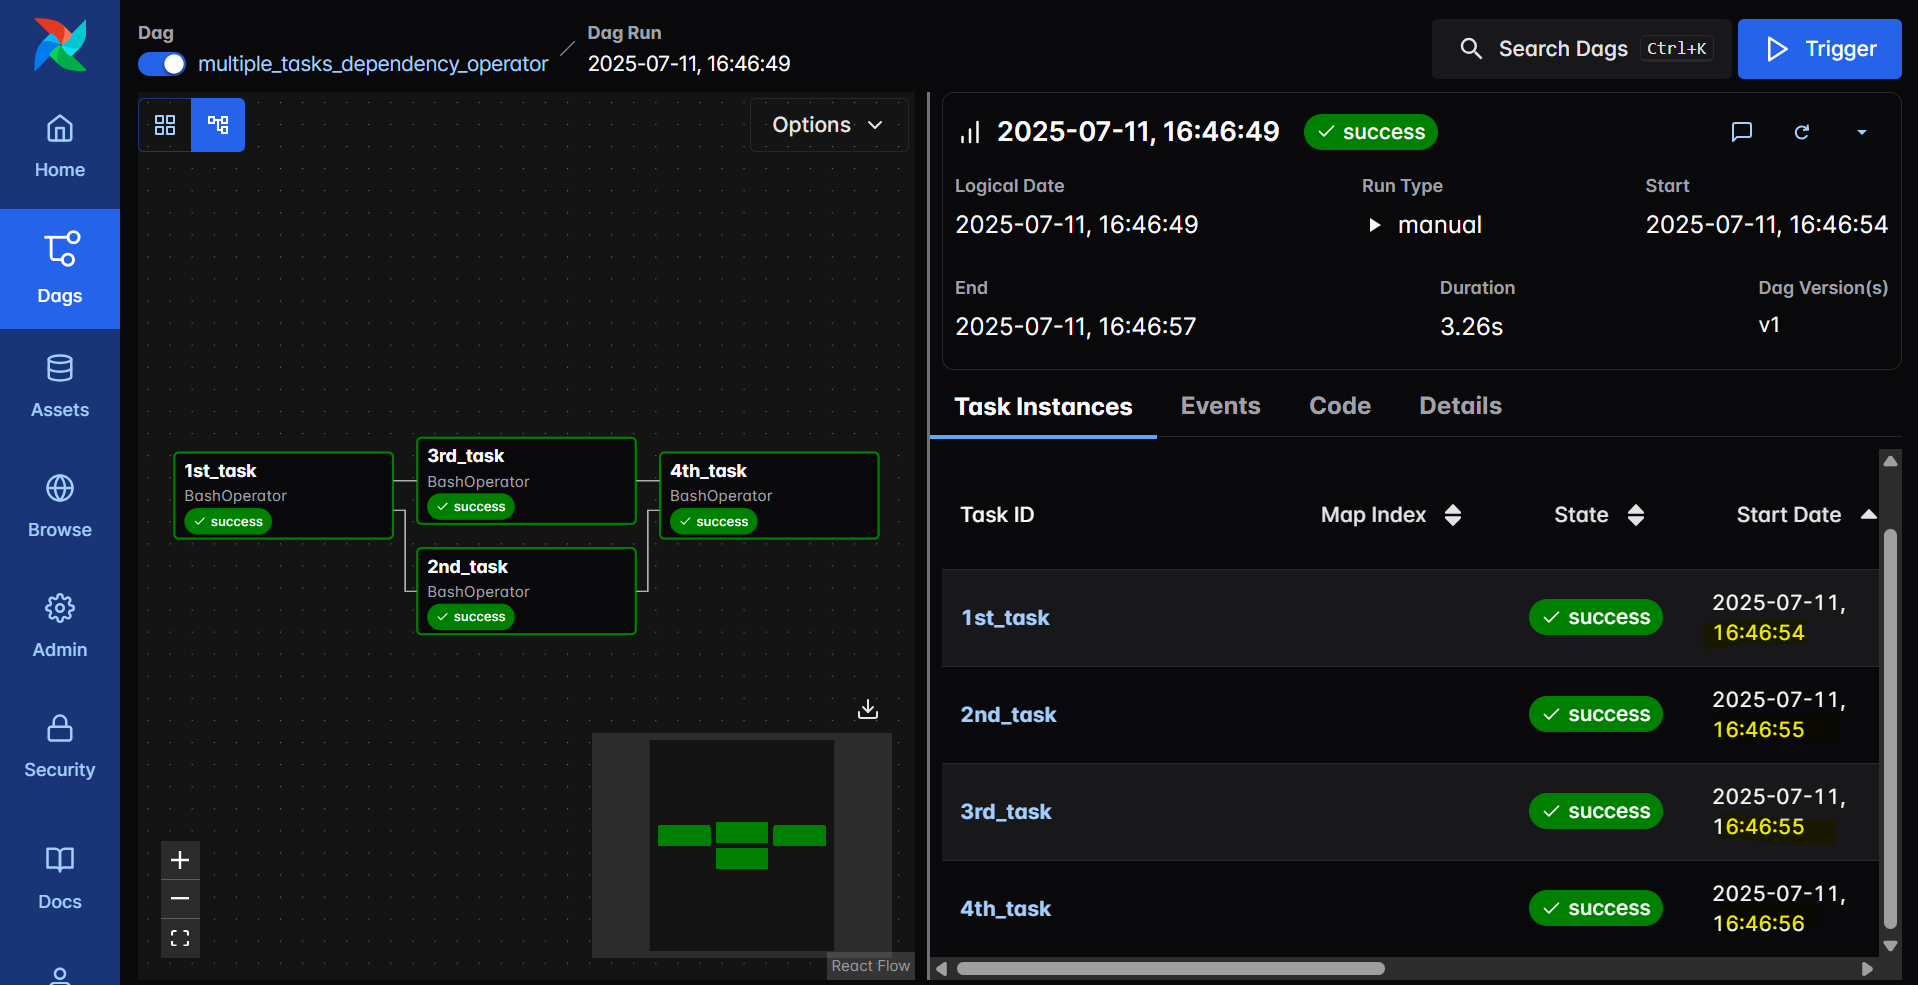 Home
Dags
Assets
Browse
Admin
Security
Docs
Dag
multiple_tasks_dependency_operator
Dag Run
2025-07-11, 16:46:49
Search Dags Ctrl+K
Trigger
Options
1st_task
BashOperator
success
3rd_task
BashOperator
success
2nd_task
BashOperator
success
4th_task
BashOperator
success
React Flow
2025-07-11, 16:46:49 success
Logical Date Run Type Start
2025-07-11, 16:46:49 manual 2025-07-11, 16:46:54
End Duration Dag Version(s)
2025-07-11, 16:46:57 3.26s v1
Task Instances Events Code Details
Task ID Map Index State Start Date
1st_task success 2025-07-11,
16:46:54
2nd_task success 2025-07-11,
16:46:55
3rd_task success 2025-07-11,
16:46:55
4th_task success 2025-07-11,
16:46:56